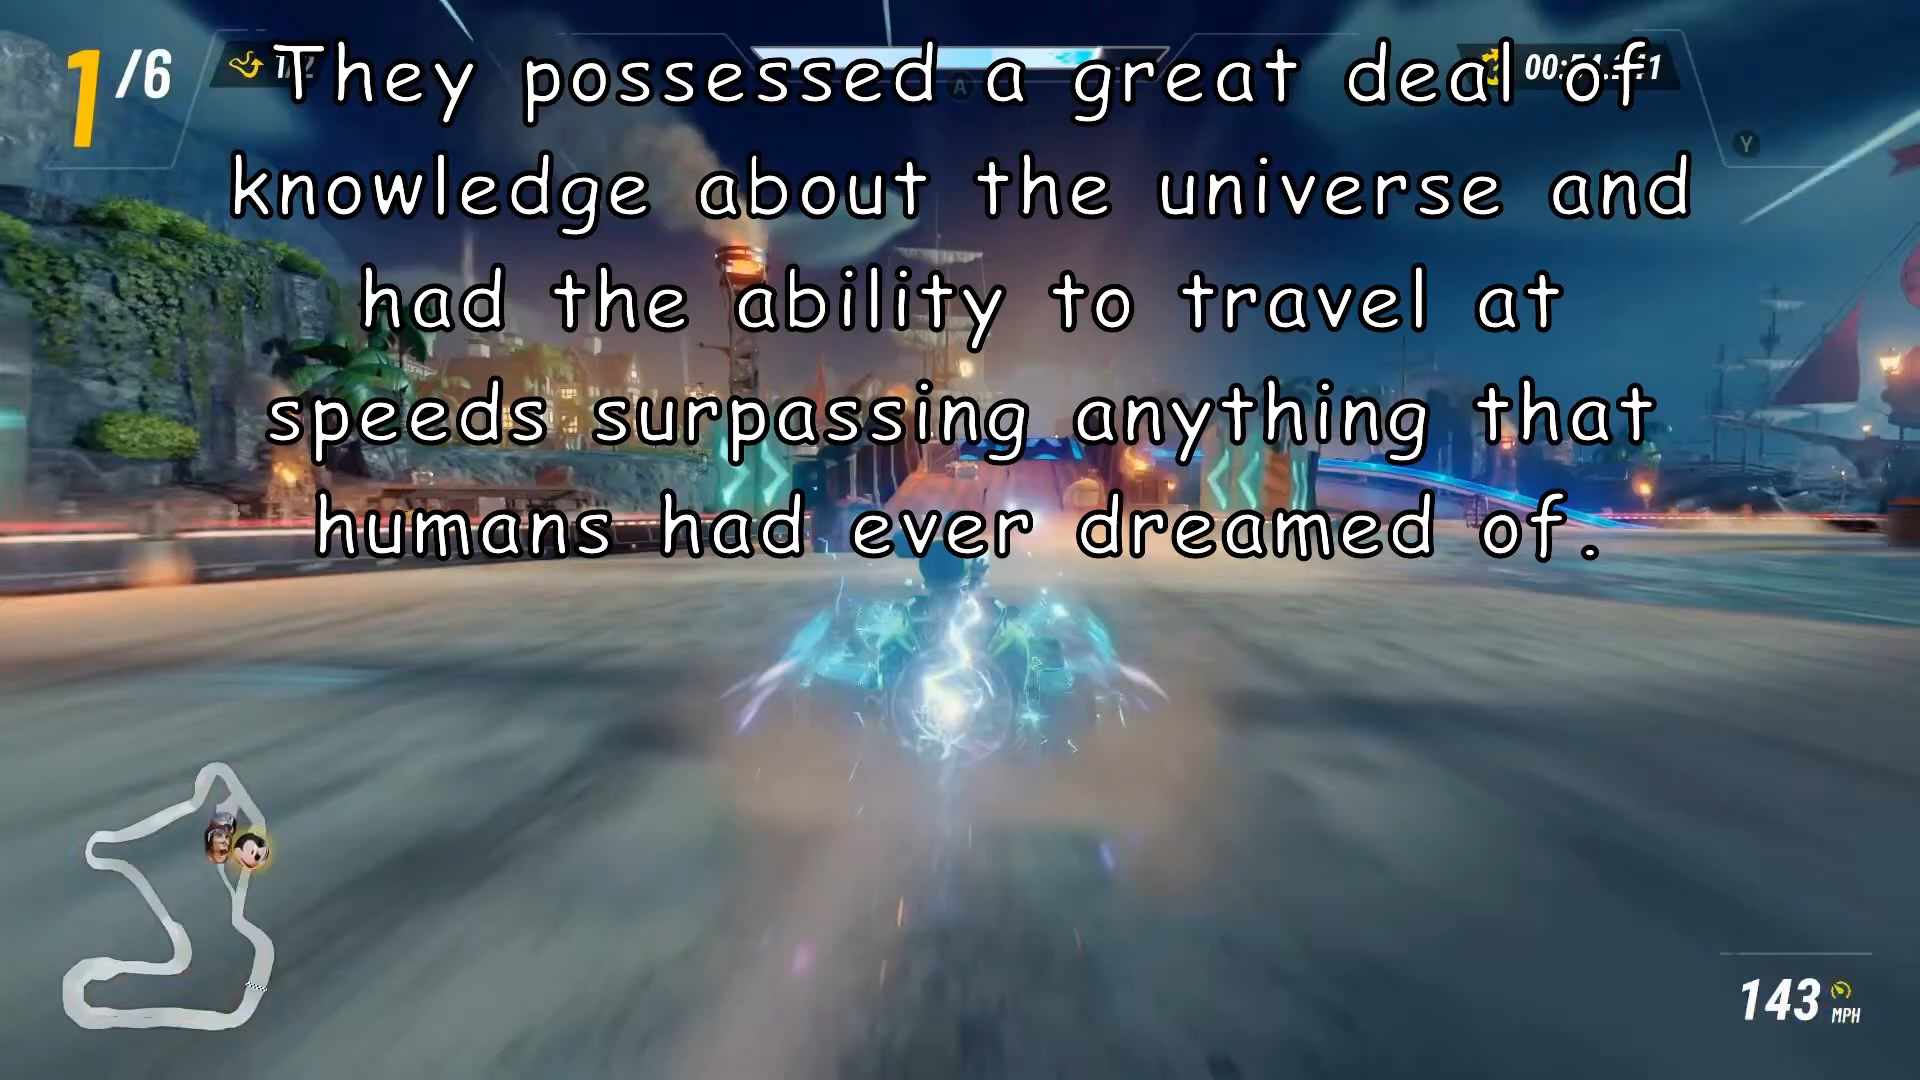 1/6
They possessed a great deal of
knowledge about the universe and
had the ability to travel at
speeds surpassing anything that
humans had ever dreamed of.
A
Y
143
MPH